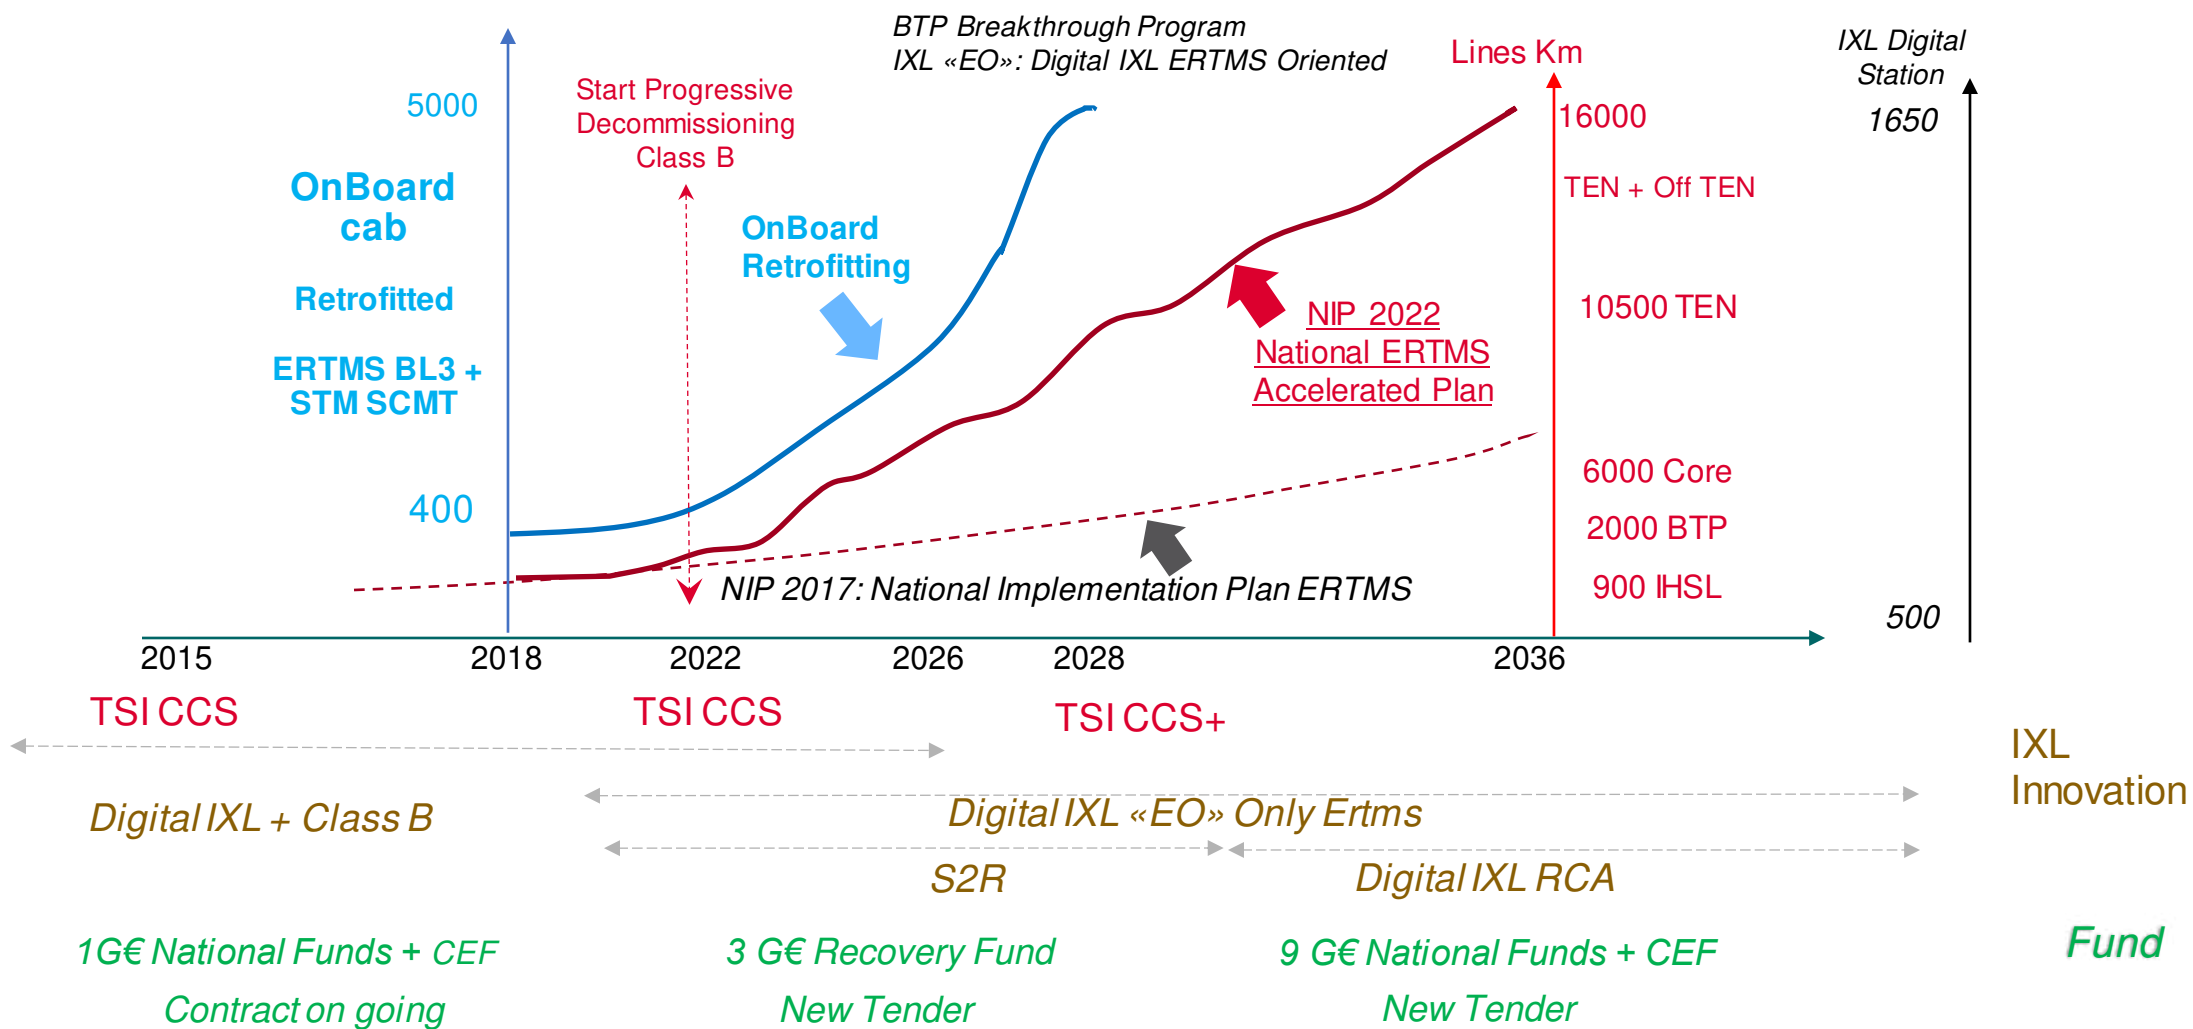 BTP Breakthrough Program
IXL «EO»: Digital IXL ERTMS Oriented
Lines Km
IXL Digital
Station
5000
Start Progressive
Decommissioning
Class B
16000
1650
OnBoard
cab
TEN + Off TEN
OnBoard
Retrofitting
Retrofitted
10500 TEN
NIP 2022
National ERTMS
Accelerated Plan
ERTMS BL3 +
STM SCMT
6000 Core
400
2000 BTP
NIP 2017: National Implementation Plan ERTMS
900 IHSL
500
2015
2018
2022
2026
2028
2036
TSI CCS
TSI CCS
TSI CCS+
IXL
Innovation
Digital IXL + Class B
Digital IXL «EO» Only Ertms
S2R
Digital IXL RCA
1G€ National Funds + CEF
Contract on going
3 G€ Recovery Fund
New Tender
9 G€ National Funds + CEF
New Tender
Fund